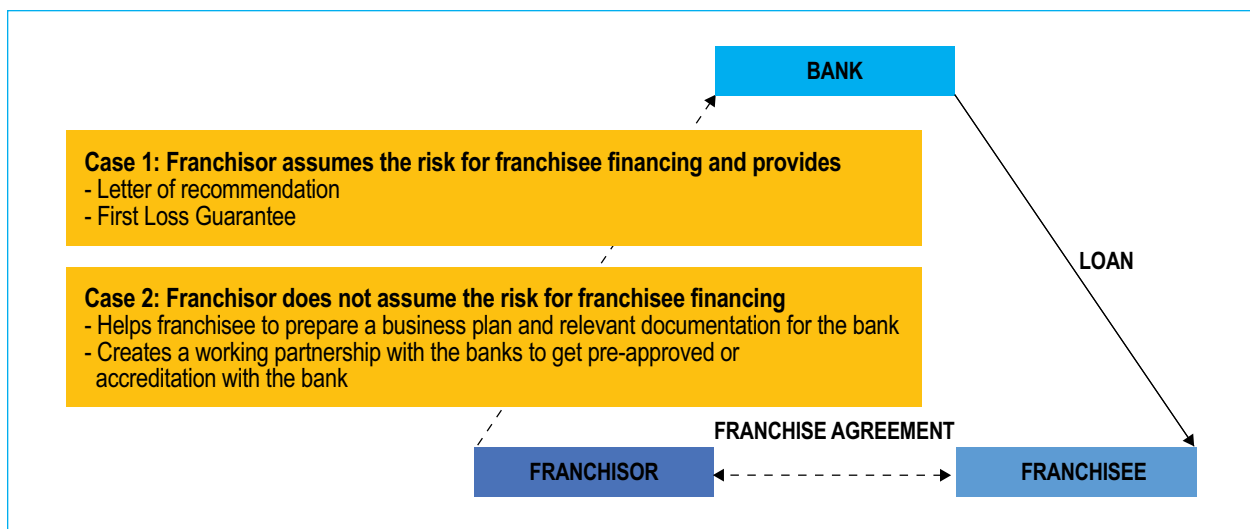 BANK
Case 1: Franchisor assumes the risk for franchisee financing and provides
- Letter of recommendation
- First Loss Guarantee
Case 2: Franchisor does not assume the risk for franchisee financing
- Helps franchisee to prepare a business plan and relevant documentation for the bank
- Creates a working partnership with the banks to get pre-approved or
accreditation with the bank
LOAN
FRANCHISE AGREEMENT
FRANCHISOR
FRANCHISEE